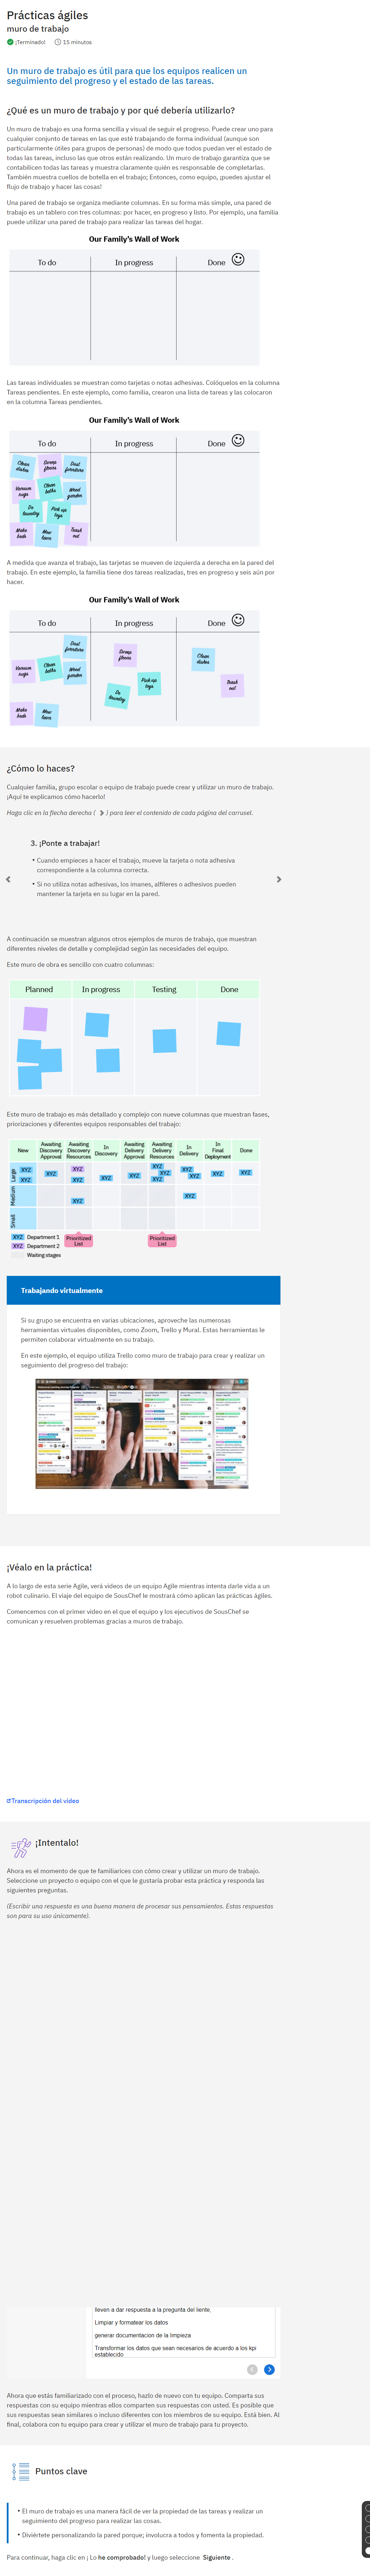 Prácticas ágiles
muro de trabajo
¡Terminado! 15 minutos
Un muro de trabajo es útil para que los equipos realicen un
seguimiento del progreso y el estado de las tareas.
¿Qué es un muro de trabajo y por qué debería utilizarlo?
Un muro de trabajo es una forma sencilla y visual de seguir el progreso. Puede crear uno para
cualquier conjunto de tareas en las que esté trabajando de forma individual (aunque son
particularmente útiles para grupos de personas) de modo que todos puedan ver el estado de
todas las tareas, incluso las que otros están realizando. Un muro de trabajo garantiza que se
contabilicen todas las tareas y muestra claramente quién es responsable de completarlas.
También muestra cuellos de botella en el trabajo; Entonces, como equipo, ¡puedes ajustar el
flujo de trabajo y hacer las cosas!
Una pared de trabajo se organiza mediante columnas. En su forma más simple, una pared de
trabajo es un tablero con tres columnas: por hacer, en progreso y listo. Por ejemplo, una familia
puede utilizar una pared de trabajo para realizar las tareas del hogar.
Our Family's Wall of Work
To do In progress Done
Las tareas individuales se muestran como tarjetas o notas adhesivas. Colóquelos en la columna
Tareas pendientes. En este ejemplo, como familia, crearon una lista de tareas y las colocaron
en la columna Tareas pendientes.
Our Family's Wall of Work
To do In progress Done
Clean dishes
Sweep floors
Dust furniture
Vacuum rugs
Clean baths
Weed garden
Do laundry
Pick up toys
Make beds
Mow lawn
Trash out
A medida que avanza el trabajo, las tarjetas se mueven de izquierda a derecha en la pared del
trabajo. En este ejemplo, la familia tiene dos tareas realizadas, tres en progreso y seis aún por
hacer.
Our Family's Wall of Work
To do In progress Done
Dust furniture
Vacuum rugs
Clean baths
Weed garden
Make beds
Mow lawn
Sweep floors
Pick up toys
Do laundry
Clean dishes
Trash out
¿Cómo lo haces?
Cualquier familia, grupo escolar o equipo de trabajo puede crear y utilizar un muro de trabajo.
¡Aquí te explicamos cómo hacerlo!
Haga clic en la flecha derecha ( > ) para leer el contenido de cada página del carrusel.
3. ¡Ponte a trabajar!
• Cuando empieces a hacer el trabajo, mueve la tarjeta o nota adhesiva
correspondiente a la columna correcta.
• Si no utiliza notas adhesivas, los imanes, alfileres o adhesivos pueden
mantener la tarjeta en su lugar en la pared.
A continuación se muestran algunos otros ejemplos de muros de trabajo, que muestran
diferentes niveles de detalle y complejidad según las necesidades del equipo.
Este muro de obra es sencillo con cuatro columnas:
Planned In progress Testing Done
Este muro de trabajo es más detallado y complejo con nueve columnas que muestran fases,
priorizaciones y diferentes equipos responsables del trabajo:
New
Awaiting Discovery Approval
Awaiting Discovery Resources
In Discovery
Awaiting Delivery Approval
Awaiting Delivery Resources
In Delivery
In Final Deployment
Done
Large
XYZ XYZ XYZ XYZ XYZ XYZ XYZ XYZ XYZ XYZ XYZ XYZ XYZ XYZ
Medium
XYZ XYZ
Small
XYZ Department 1
XYZ Department 2
Waiting stages
Prioritized List
Prioritized List
Trabajando virtualmente
Si su grupo se encuentra en varias ubicaciones, aproveche las numerosas
herramientas virtuales disponibles, como Zoom, Trello y Mural. Estas herramientas le
permiten colaborar virtualmente en su trabajo.
En este ejemplo, el equipo utiliza Trello como muro de trabajo para crear y realizar un
seguimiento del progreso del trabajo:
¡Véalo en la práctica!
A lo largo de esta serie Agile, verá videos de un equipo Agile mientras intenta darle vida a un
robot culinario. El viaje del equipo de SousChef le mostrará cómo aplican las prácticas ágiles.
Comencemos con el primer video en el que el equipo y los ejecutivos de SousChef se
comunican y resuelven problemas gracias a muros de trabajo.
Transcripción del vídeo
¡Intentalo!
Ahora es el momento de que te familiarices con cómo crear y utilizar un muro de trabajo.
Seleccione un proyecto o equipo con el que le gustaría probar esta práctica y responda las
siguientes preguntas.
(Escribir una respuesta es una buena manera de procesar sus pensamientos. Estas respuestas
son para su uso únicamente).
lleven a dar respuesta a la pregunta del liente,
Limpiar y formatear los datos
generar documentacion de la limpieza
Transformar los datos que sean necesarios de acuerdo a los kpi
establecido
Ahora que estás familiarizado con el proceso, hazlo de nuevo con tu equipo. Comparta sus
respuestas con su equipo mientras ellos comparten sus respuestas con usted. Es posible que
sus respuestas sean similares o incluso diferentes con los miembros de su equipo. Está bien. Al
final, colabora con tu equipo para crear y utilizar el muro de trabajo para tu proyecto.
Puntos clave
• El muro de trabajo es una manera fácil de ver la propiedad de las tareas y realizar un
seguimiento del progreso para realizar las cosas.
• Diviértete personalizando la pared porque; involucra a todos y fomenta la propiedad.
Para continuar, haga clic en ¡ Lo he comprobado! y luego seleccione Siguiente .